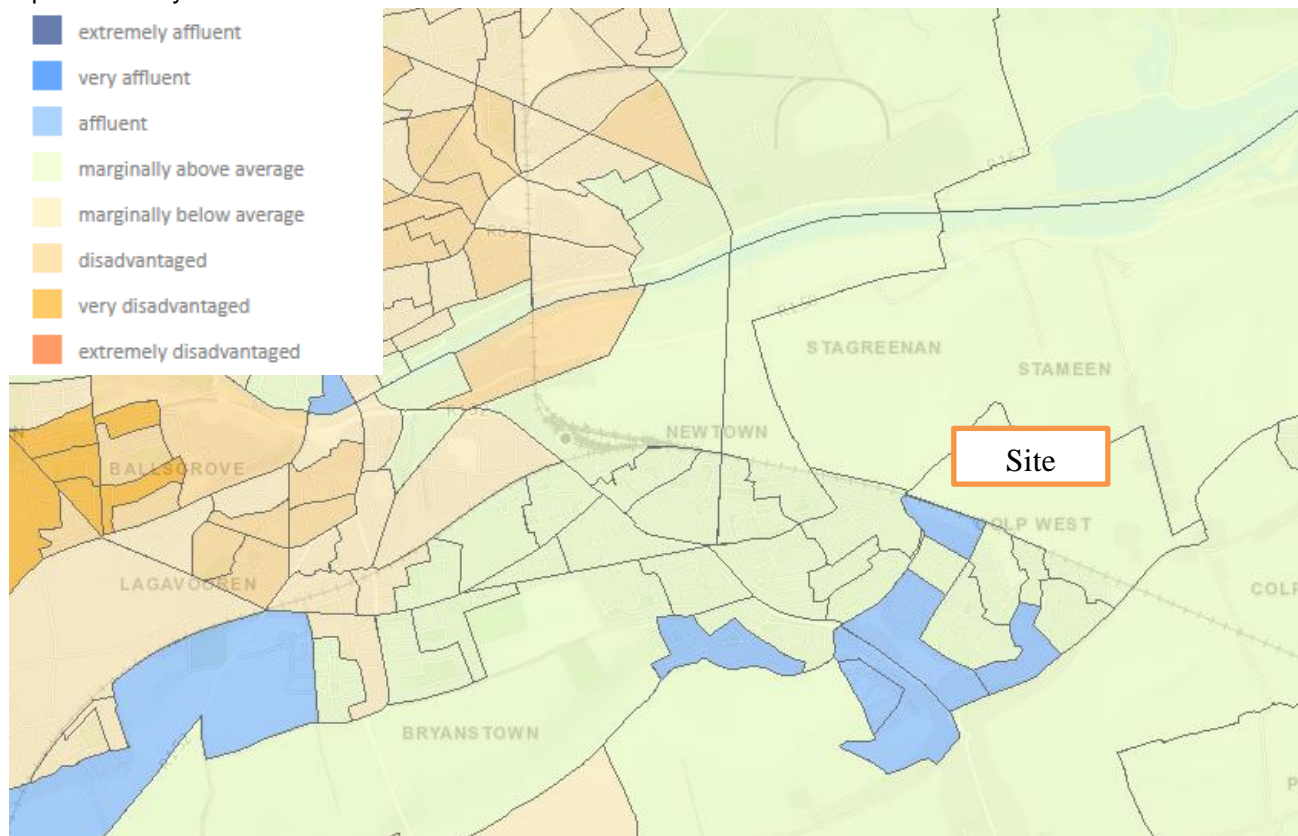 extremely affluent
very affluent
affluent
marginally above average
marginally below average
disadvantaged
very disadvantaged
extremely disadvantaged
STAGREENAN
STAMEEN
NEWTOWN
Site
BALLSGROVE
COLP WEST
LAGAVOOREN
BRYANSTOWN